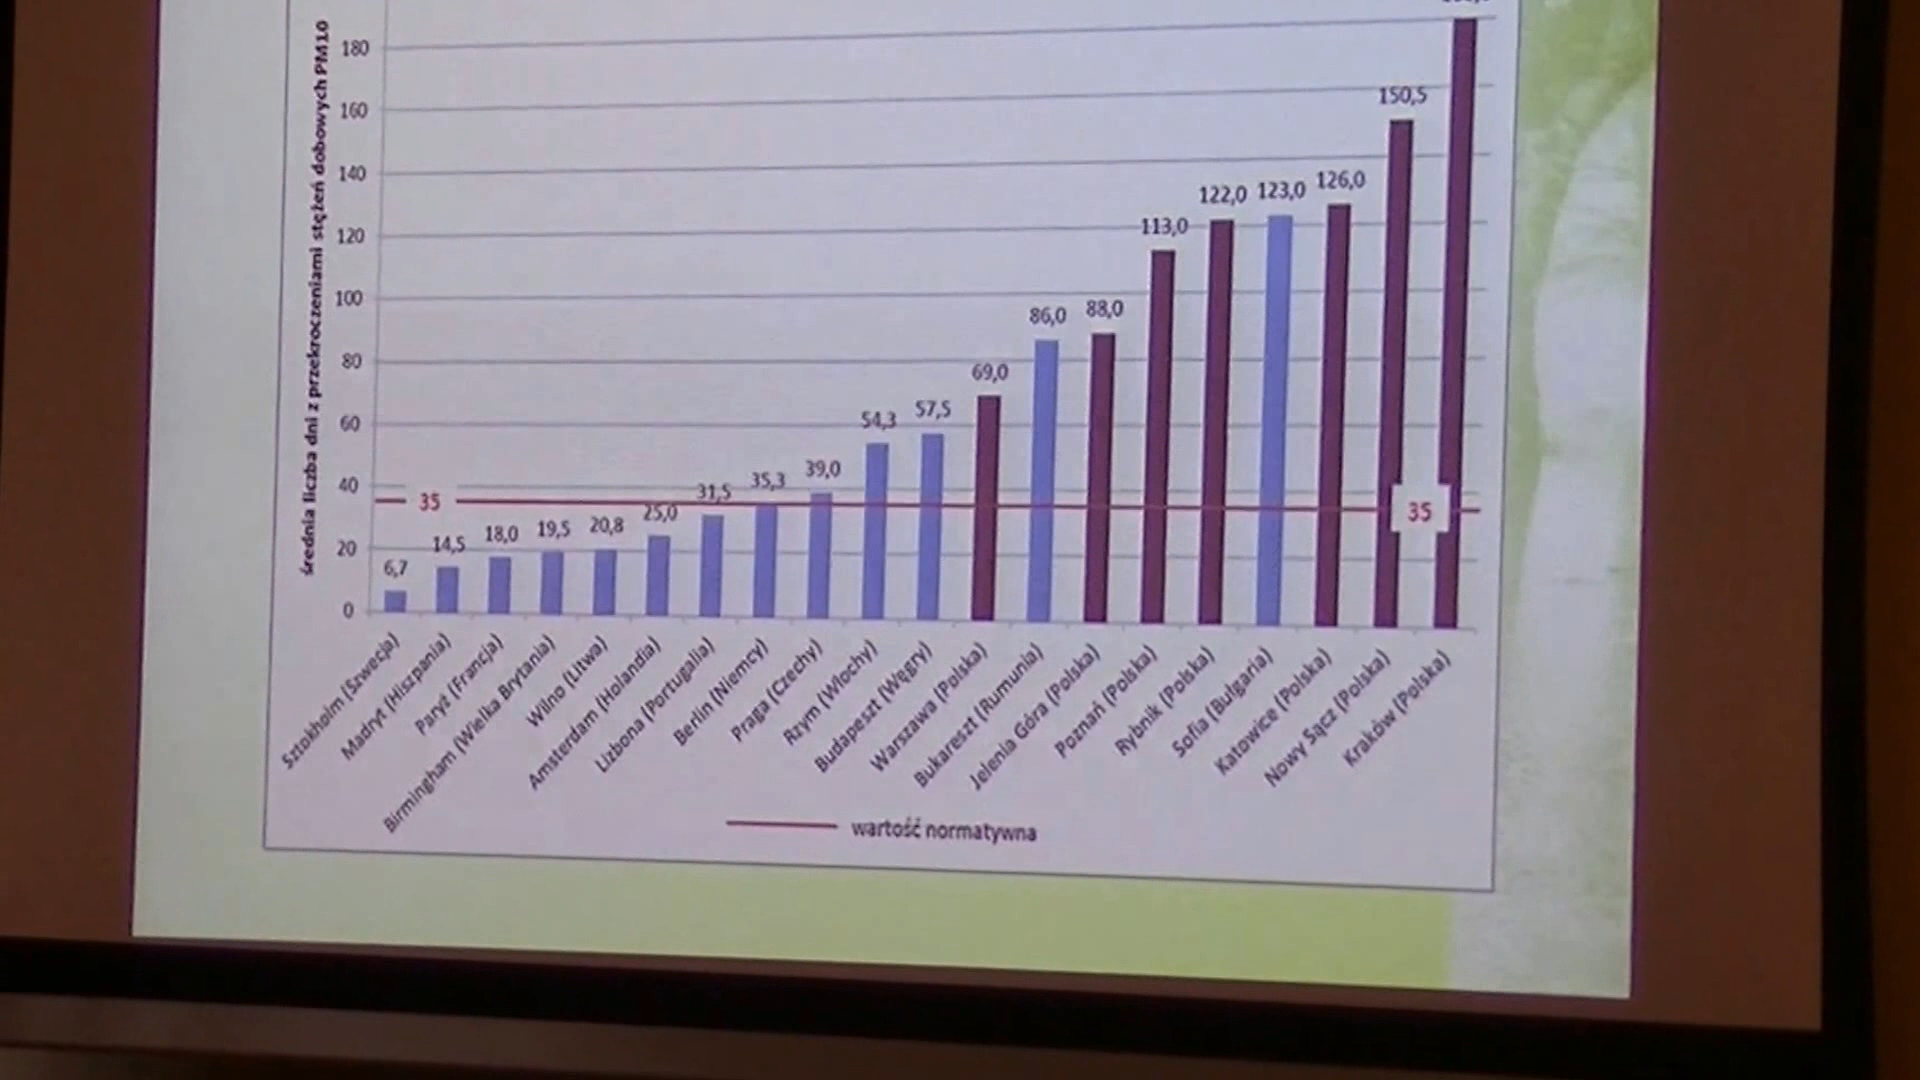 średnia liczba dni z przekroczeniami stężeń dobowych PM10
180
160
140
120
100
80
60
40
20
0
6,7
14,5
18,0
19,5
20,8
25,0
31,5
35,3
39,0
54,3
57,5
69,0
86,0
88,0
113,0
122,0
123,0
126,0
150,5
35
35
Sztokholm (Szwecja)
Madryt (Hiszpania)
Paryż (Francja)
Birmingham (Wielka Brytania)
Wilno (Litwa)
Amsterdam (Holandia)
Lizbona (Portugalia)
Berlin (Niemcy)
Praga (Czechy)
Rzym (Włochy)
Budapeszt (Węgry)
Warszawa (Polska)
Bukareszt (Rumunia)
Jelenia Góra (Polska)
Poznań (Polska)
Rybnik (Polska)
Sofia (Bulgaria)
Katowice (Polska)
Nowy Sącz (Polska)
Kraków (Polska)
wartość normatywna